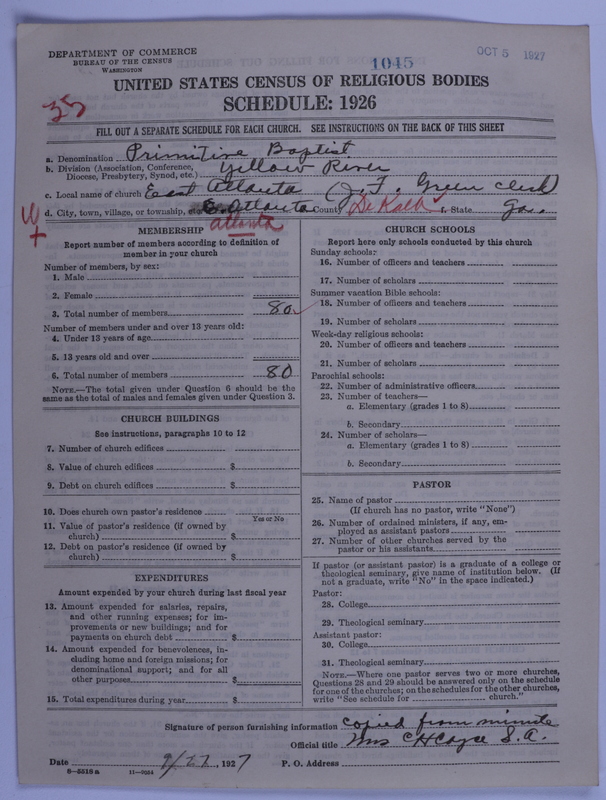 DEPARTMENT OF COMMERCE
BUREAU OF THE CENSUS
WASHINGTON
1045
OCT 5 1927
UNITED STATES CENSUS OF RELIGIOUS BODIES
SCHEDULE: 1926
35
FILL OUT A SEPARATE SCHEDULE FOR EACH CHURCH. SEE INSTRUCTIONS ON THE BACK OF THIS SHEET
a. Denomination Primitive Baptist
b. Division (Association, Conference, Diocese, Presbytery, Synod, etc.) Yellow River
c. Local name of church East Atlanta (J. F. Green clerk)
d. City, town, village, or township, etc. E. Atlanta County De Kalb f. State Ga.
Atlanta
MEMBERSHIP
Report number of members according to definition of
member in your church
Number of members, by sex:
1. Male
2. Female
3. Total number of members 80
Number of members under and over 13 years old:
4. Under 13 years of age
5. 13 years old and over
6. Total number of members 80
NOTE.—The total given under Question 6 should be the
same as the total of males and females given under Question 3.
CHURCH BUILDINGS
See instructions, paragraphs 10 to 12
7. Number of church edifices
8. Value of church edifices $
9. Debt on church edifices $
10. Does church own pastor's residence
Yes or No
11. Value of pastor's residence (if owned by
church) $
12. Debt on pastor's residence (if owned by
church) $
EXPENDITURES
Amount expended by your church during last fiscal year
13. Amount expended for salaries, repairs,
and other running expenses; for im-
provements or new buildings; and for
payments on church debt $
14. Amount expended for benevolences, in-
cluding home and foreign missions; for
denominational support; and for all
other purposes $
15. Total expenditures during year $
CHURCH SCHOOLS
Report here only schools conducted by this church
Sunday schools:
16. Number of officers and teachers
17. Number of scholars
Summer vacation Bible schools:
18. Number of officers and teachers
19. Number of scholars
Week-day religious schools:
20. Number of officers and teachers
21. Number of scholars
Parochial schools:
22. Number of administrative officers
23. Number of teachers—
a. Elementary (grades 1 to 8)
b. Secondary
24. Number of scholars—
a. Elementary (grades 1 to 8)
b. Secondary
PASTOR
25. Name of pastor
(If church has no pastor, write "None")
26. Number of ordained ministers, if any, em-
ployed as assistant pastors
27. Number of other churches served by the
pastor or his assistants
If pastor (or assistant pastor) is a graduate of a college or
theological seminary, give name of institution below. (If
not a graduate, write "No" in the space indicated.)
Pastor:
28. College
29. Theological seminary
Assistant pastor:
30. College
31. Theological seminary
NOTE.—Where one pastor serves two or more churches,
Questions 28 and 29 should be answered only on the schedule
for one of the churches; on the schedules for the other churches,
write "See schedule for church."
Signature of person furnishing information copied from minute
Official title Mrs C H Cayce S. A.
Date 9/27, 1927 P. O. Address
8—5518a 11—9034